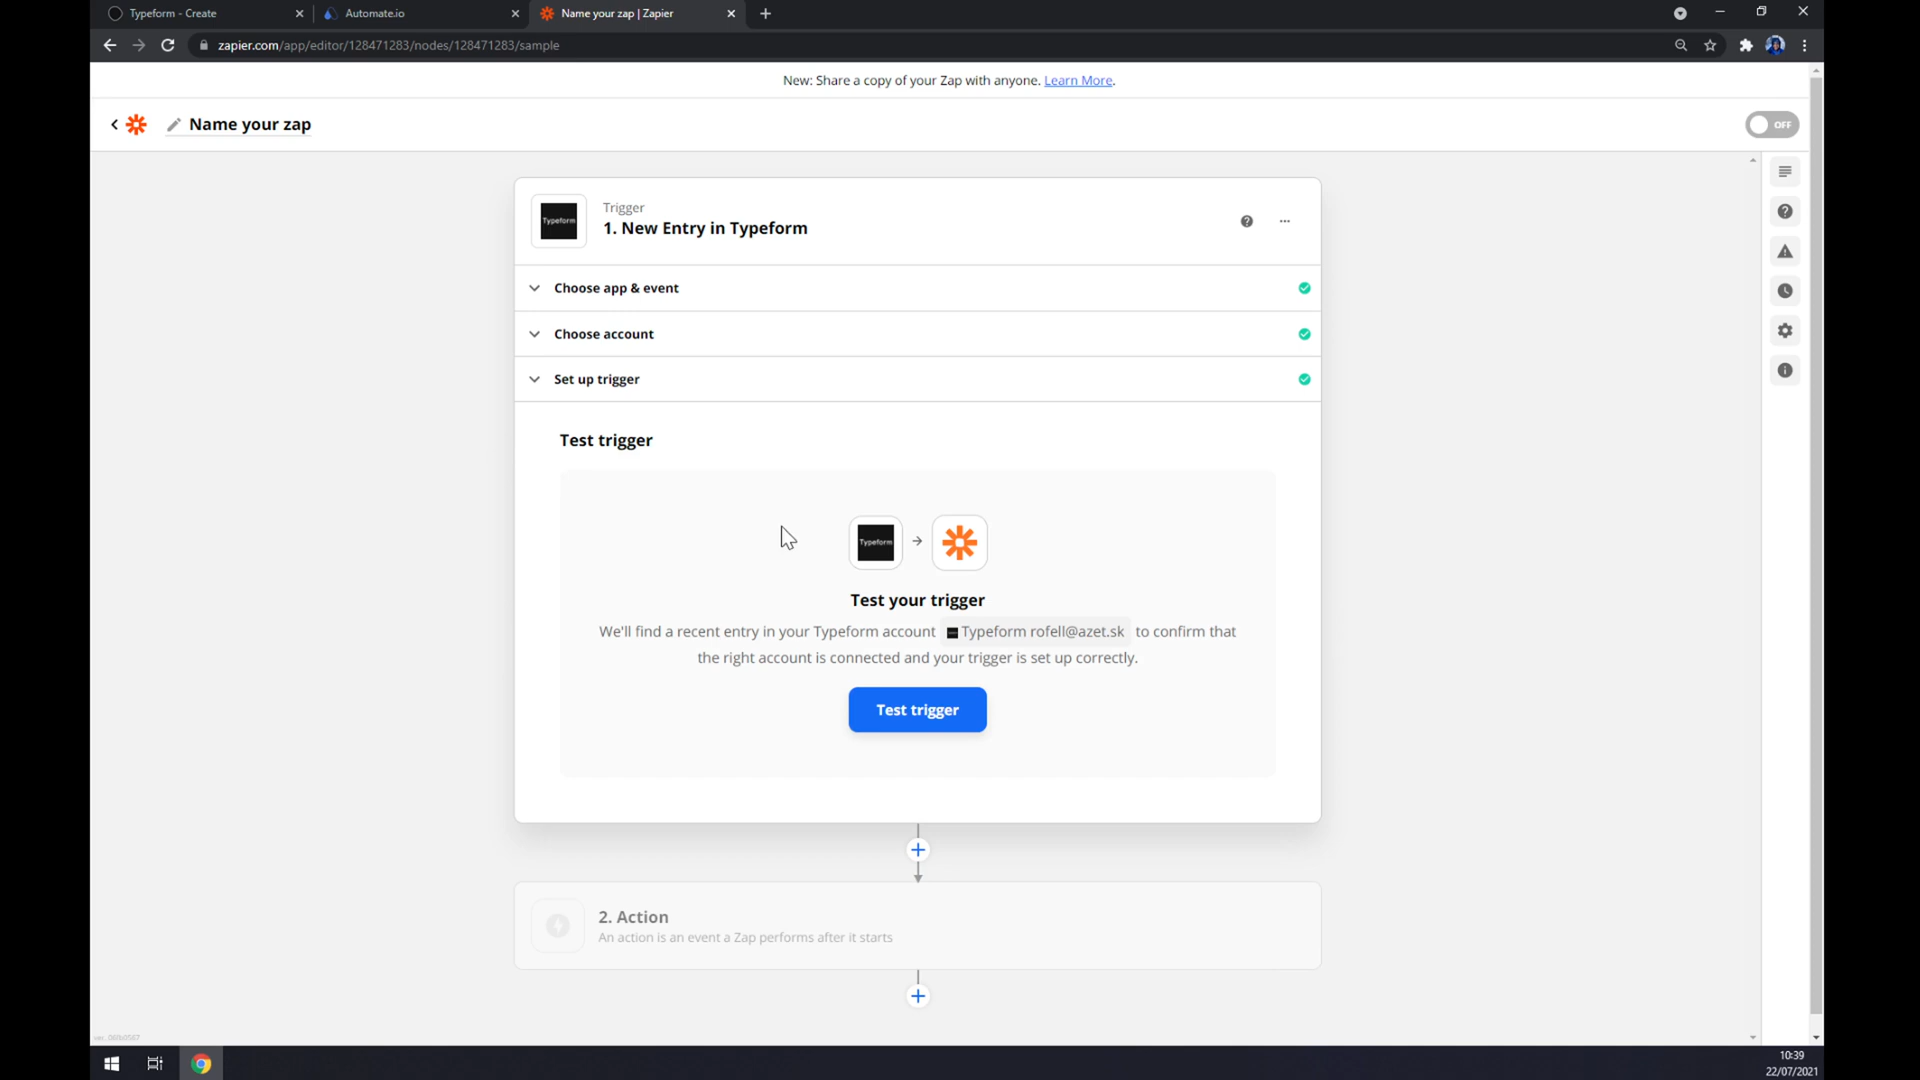 Typeform - Create
Automate.io
Name your zap | Zapier
zapier.com/app/editor/128471283/nodes/128471283/sample
New: Share a copy of your Zap with anyone. Learn More.
Name your zap
OFF
Typeform
Trigger
1. New Entry in Typeform
Choose app & event
Choose account
Set up trigger
Test trigger
Typeform
Test your trigger
We'll find a recent entry in your Typeform account Typeform rofell@azet.sk to confirm that
the right account is connected and your trigger is set up correctly.
Test trigger
2. Action
An action is an event a Zap performs after it starts
10:39
22/07/2021